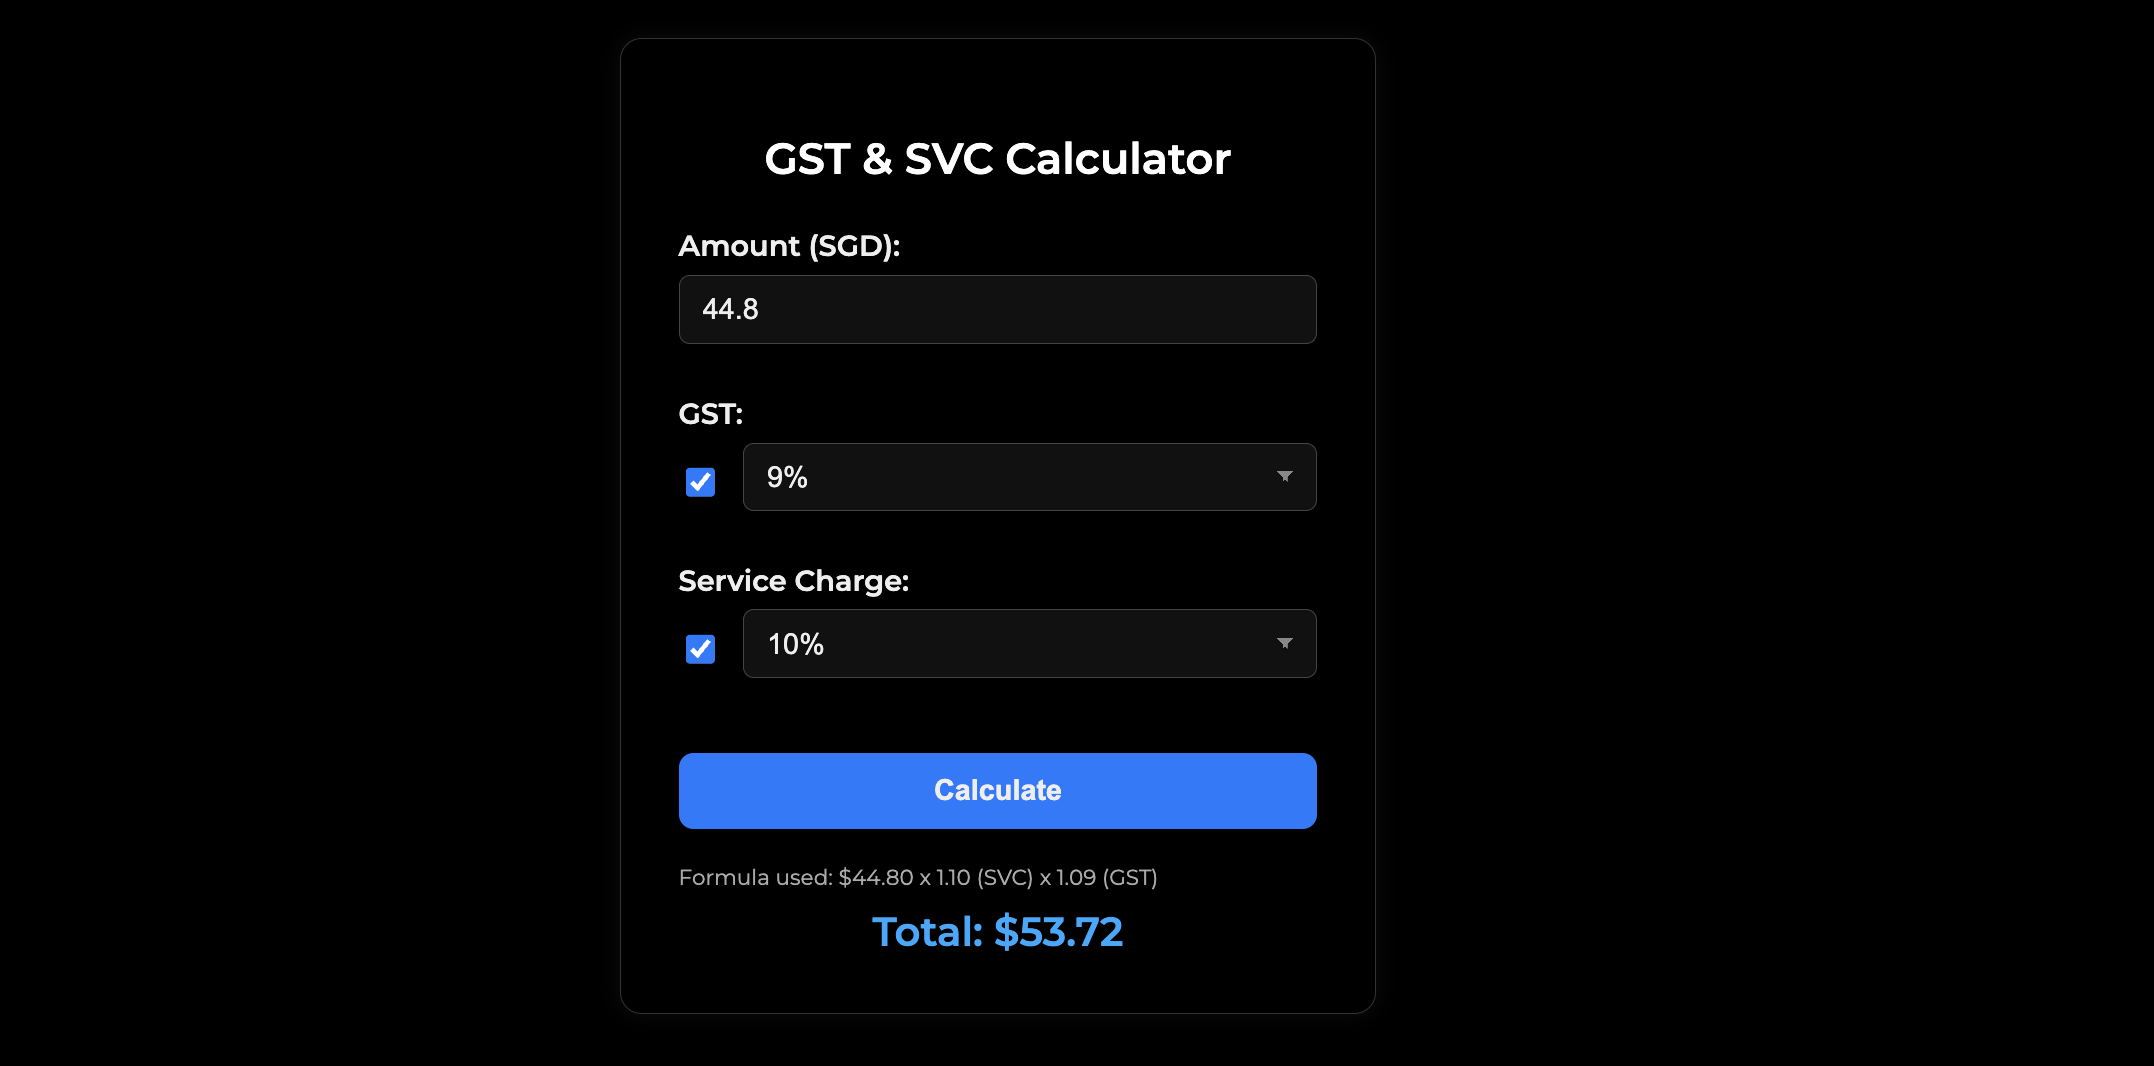 GST & SVC Calculator
Amount (SGD):
44.8
GST:
9%
Service Charge:
10%
Calculate
Formula used: $44.80 x 1.10 (SVC) x 1.09 (GST)
Total: $53.72